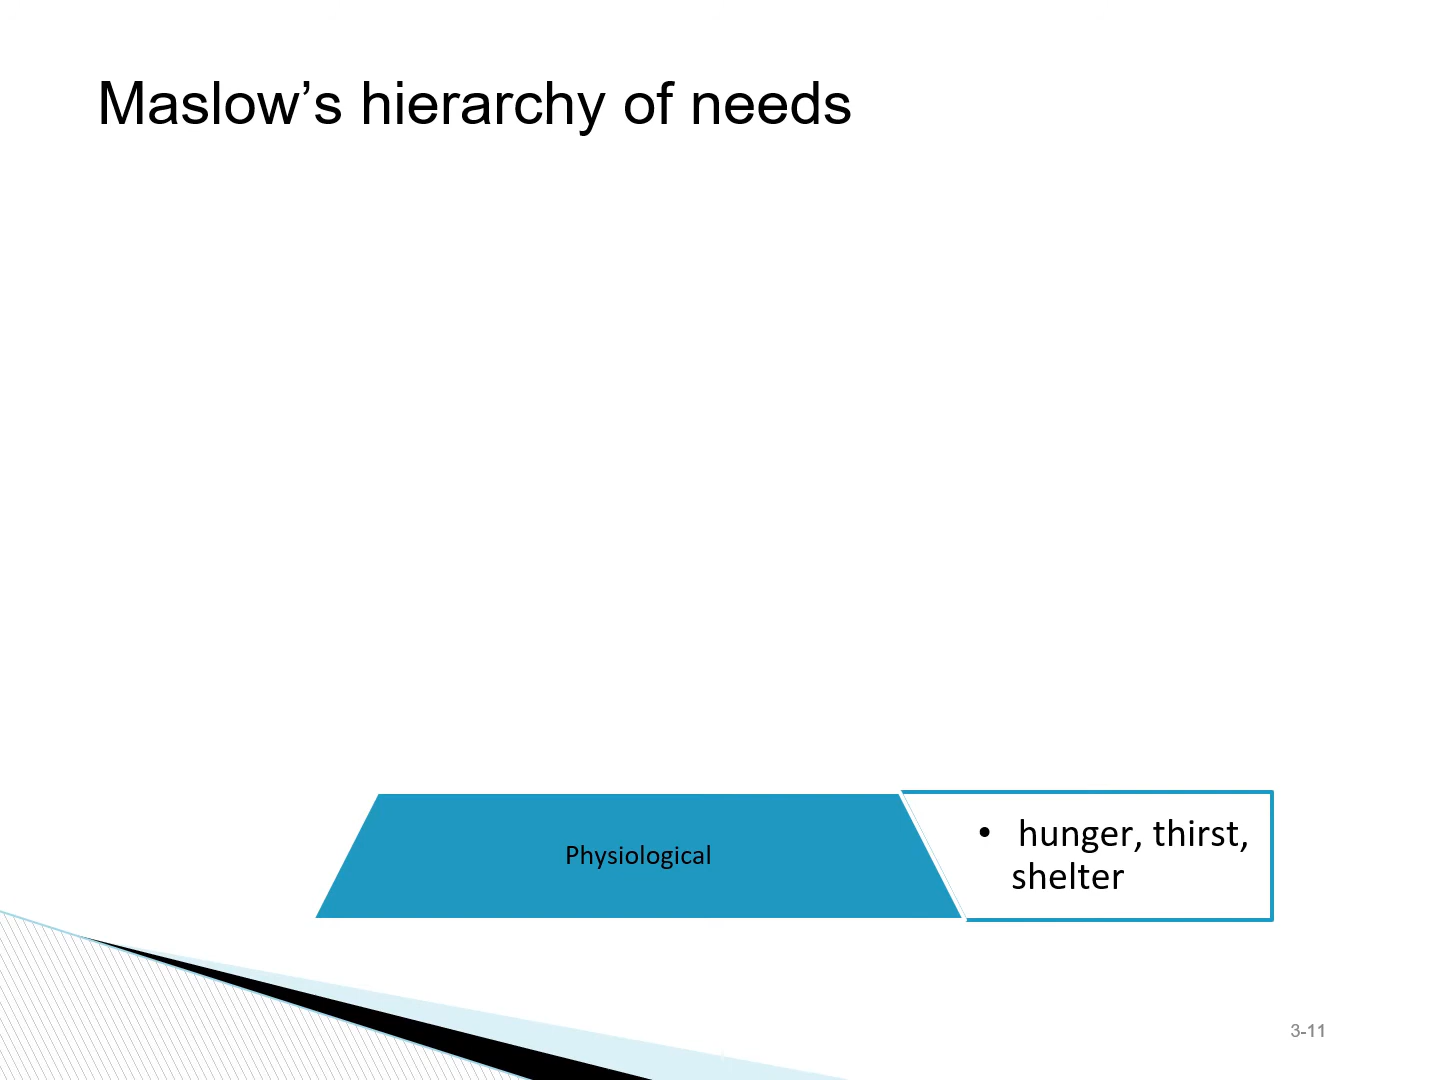 Maslow’s hierarchy of needs
Physiological
• hunger, thirst,
shelter
3-11